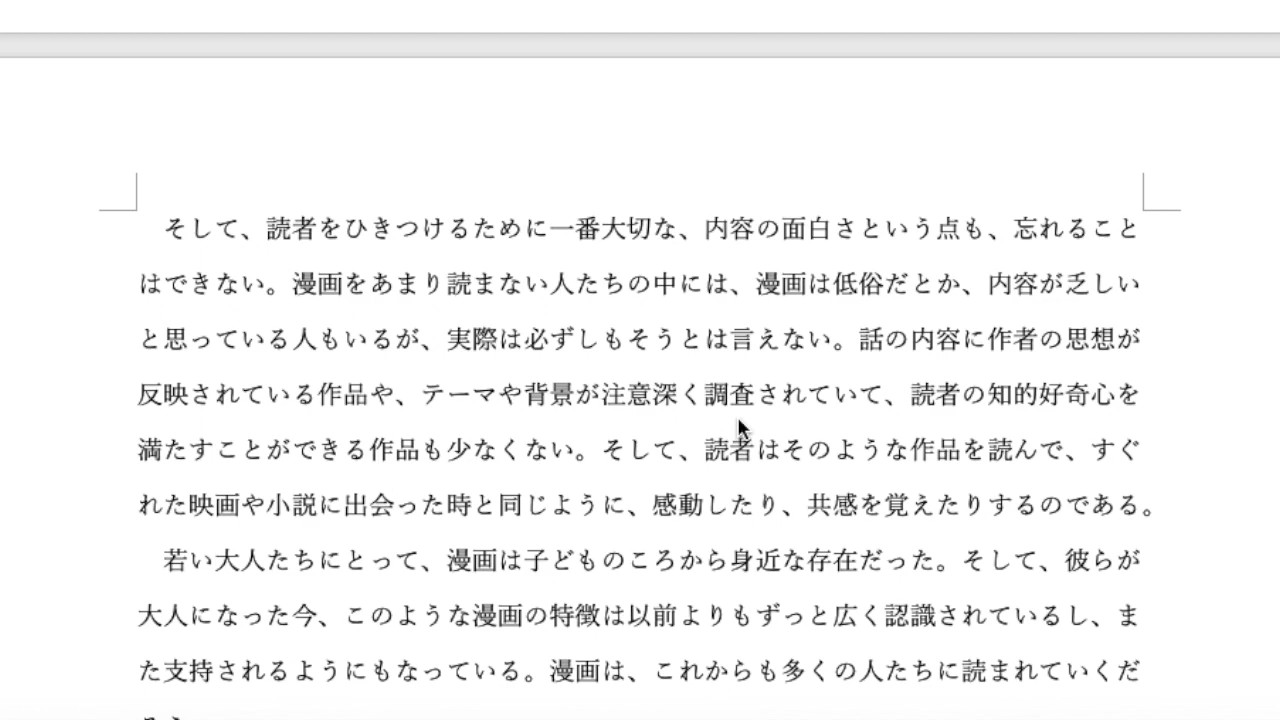 そして、読者をひきつけるために一番大切な、内容の面白さという点も、忘れること
はできない。漫画をあまり読まない人たちの中には、漫画は低俗だとか、内容が乏しい
と思っている人もいるが、実際は必ずしもそうとは言えない。話の内容に作者の思想が
反映されている作品や、テーマや背景が注意深く調査されていて、読者の知的好奇心を
満たすことができる作品も少なくない。そして、読者はそのような作品を読んで、すぐ
れた映画や小説に出会った時と同じように、感動したり、共感を覚えたりするのである。
若い大人たちにとって、漫画は子どものころから身近な存在だった。そして、彼らが
大人になった今、このような漫画の特徴は以前よりもずっと広く認識されているし、ま
た支持されるようにもなっている。漫画は、これからも多くの人たちに読まれていくだ